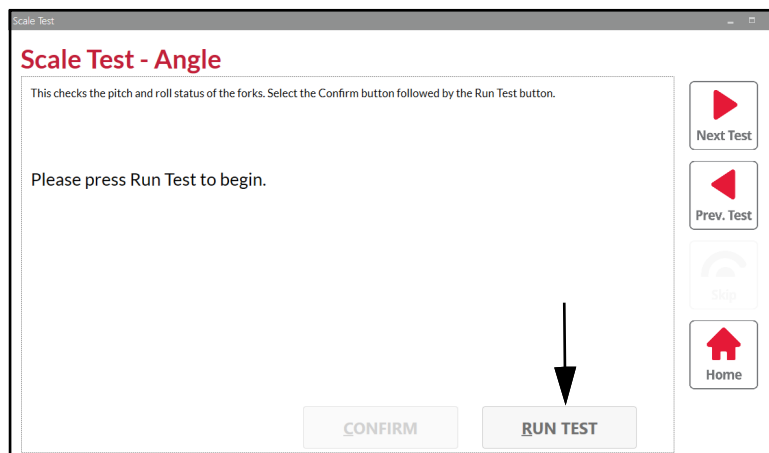 Scale Test
Scale Test - Angle
This checks the pitch and roll status of the forks. Select the Confirm button followed by the Run Test button.
Please press Run Test to begin.
Next Test
Prev. Test
Skip
Home
CONFIRM
RUN TEST